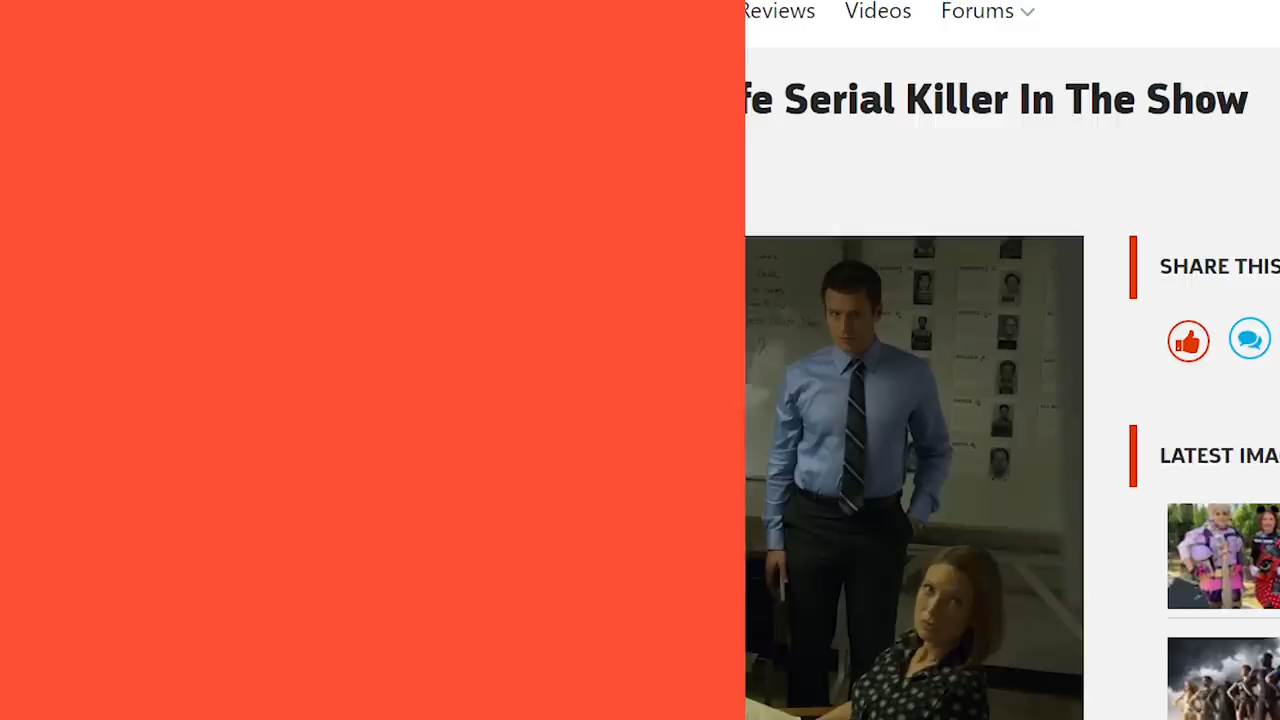 Reviews Videos Forums
fe Serial Killer In The Show
SHARE THIS
LATEST IMA